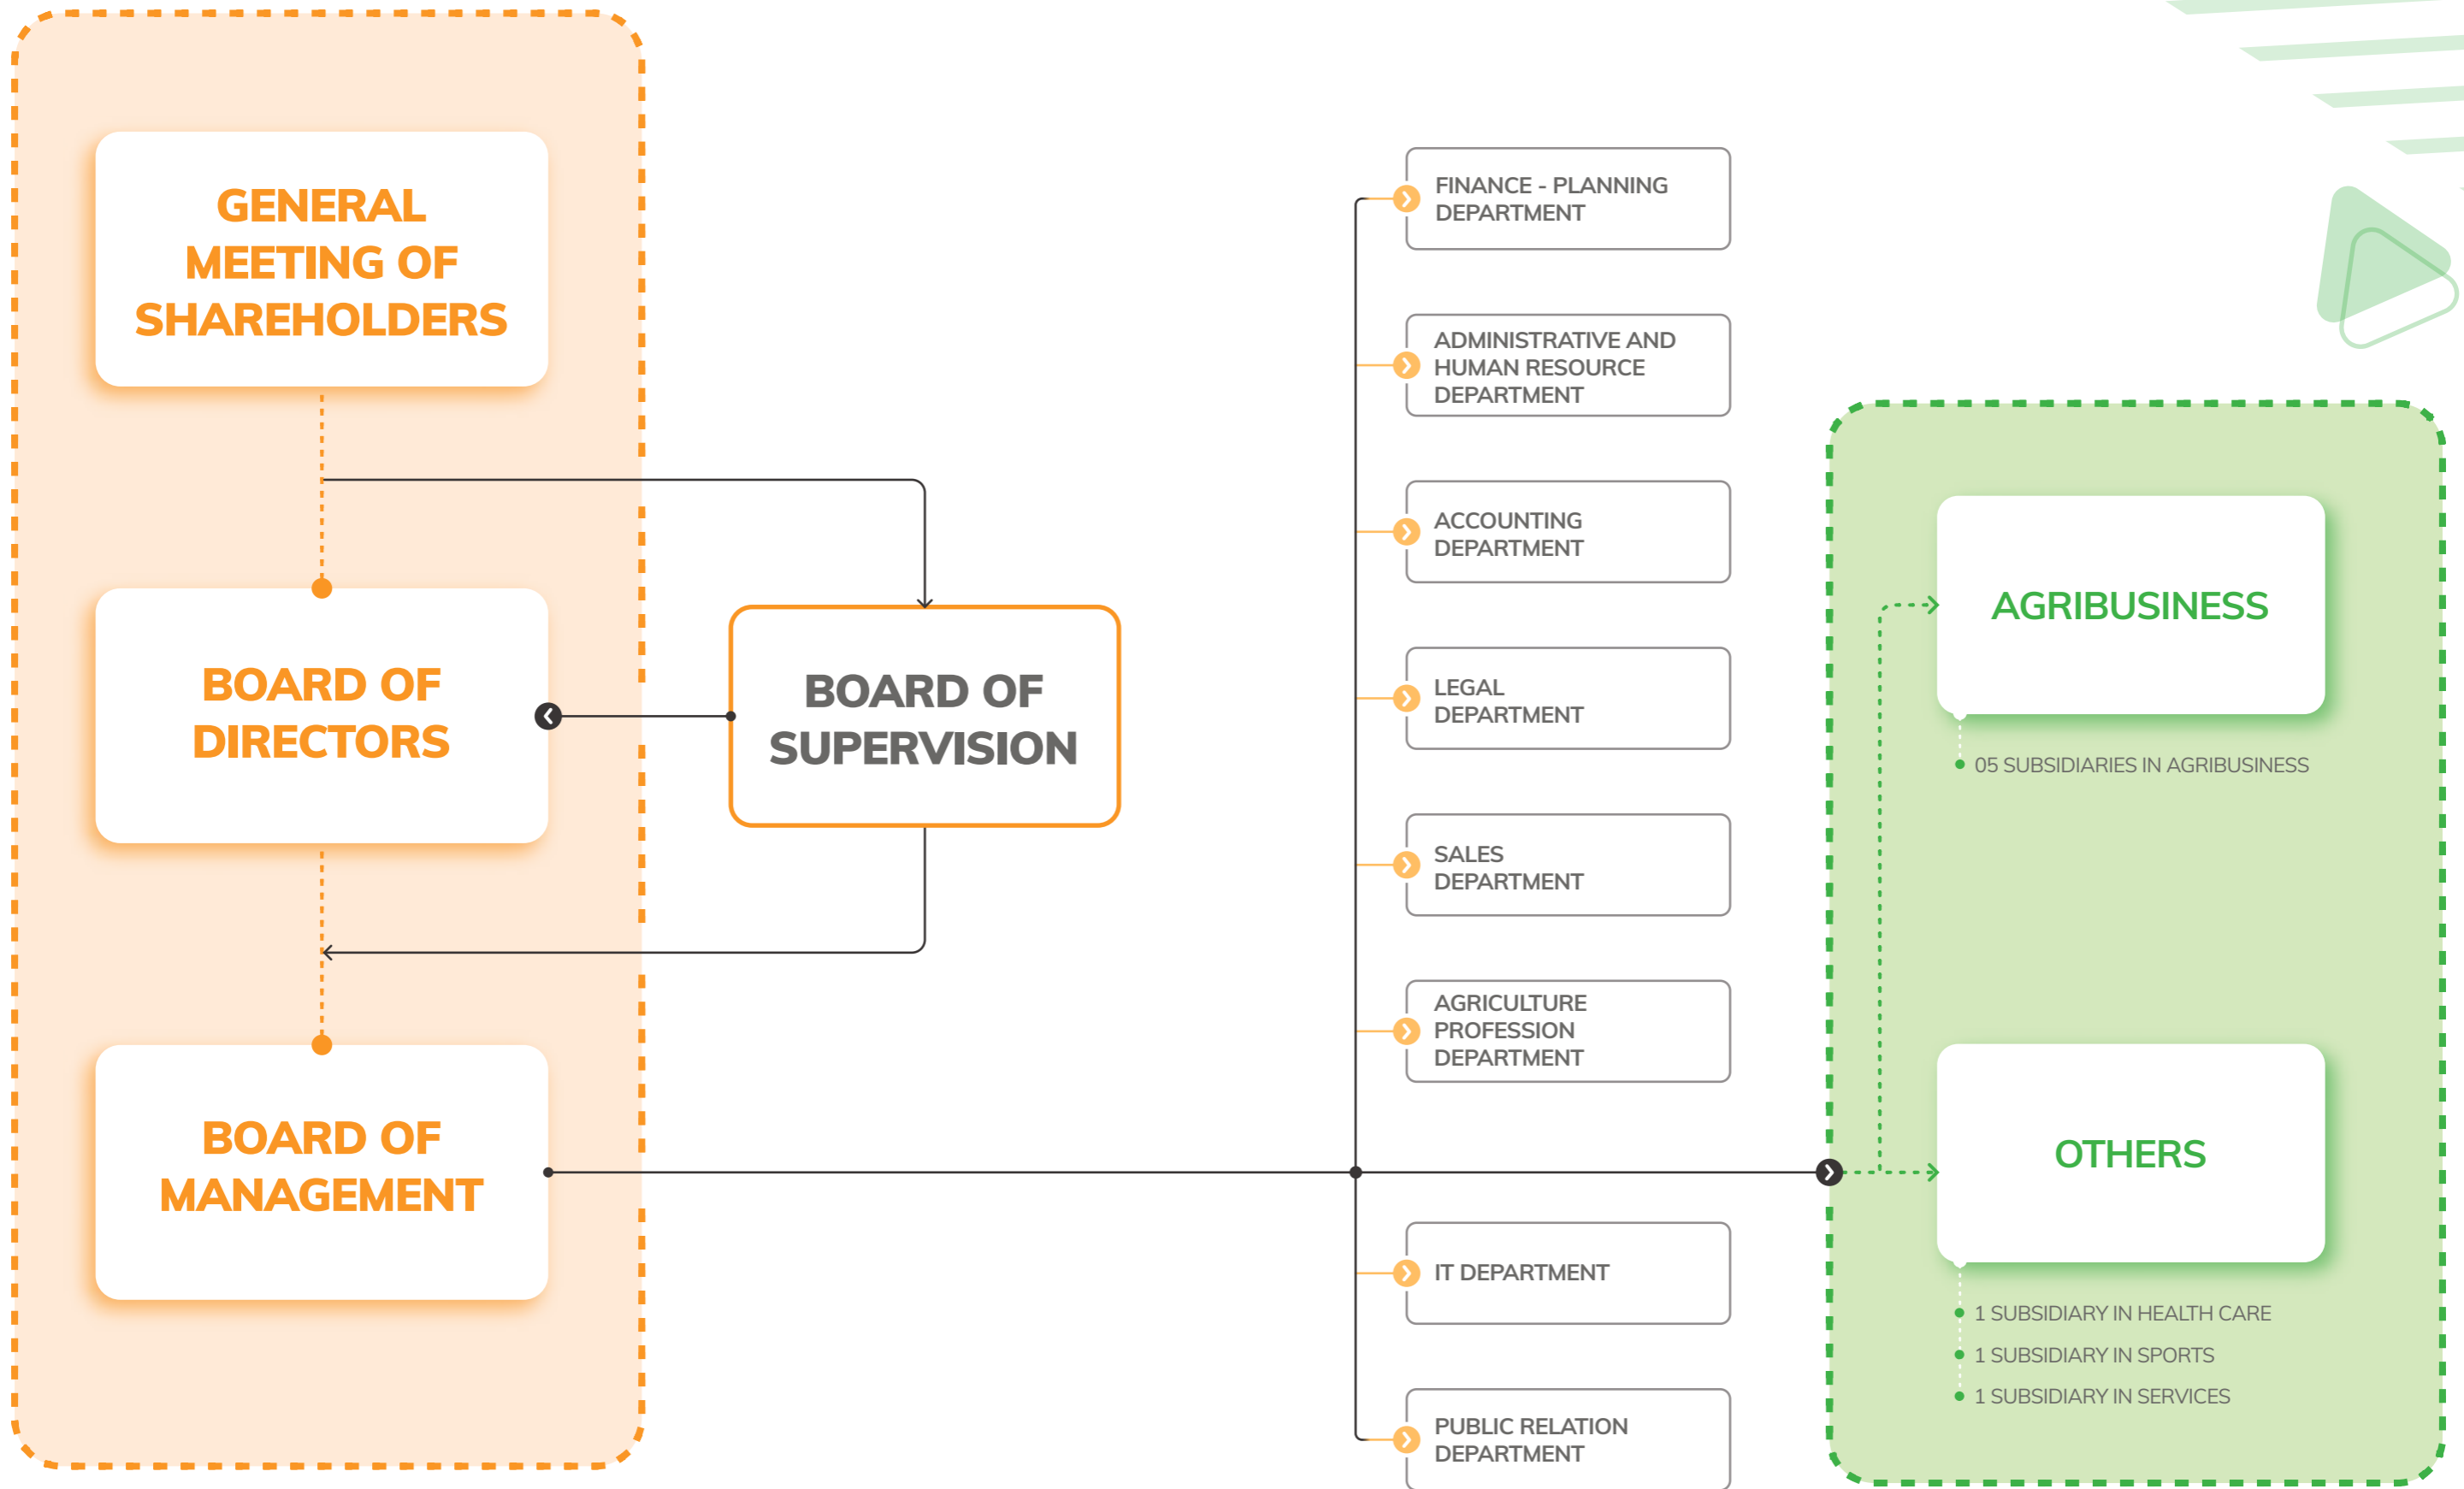 GENERAL
MEETING OF
SHAREHOLDERS
BOARD OF
DIRECTORS
BOARD OF
MANAGEMENT
BOARD OF
SUPERVISION
FINANCE - PLANNING
DEPARTMENT
ADMINISTRATIVE AND
HUMAN RESOURCE
DEPARTMENT
ACCOUNTING
DEPARTMENT
LEGAL
DEPARTMENT
SALES
DEPARTMENT
AGRICULTURE
PROFESSION
DEPARTMENT
IT DEPARTMENT
PUBLIC RELATION
DEPARTMENT
AGRIBUSINESS
05 SUBSIDIARIES IN AGRIBUSINESS
OTHERS
1 SUBSIDIARY IN HEALTH CARE
1 SUBSIDIARY IN SPORTS
1 SUBSIDIARY IN SERVICES